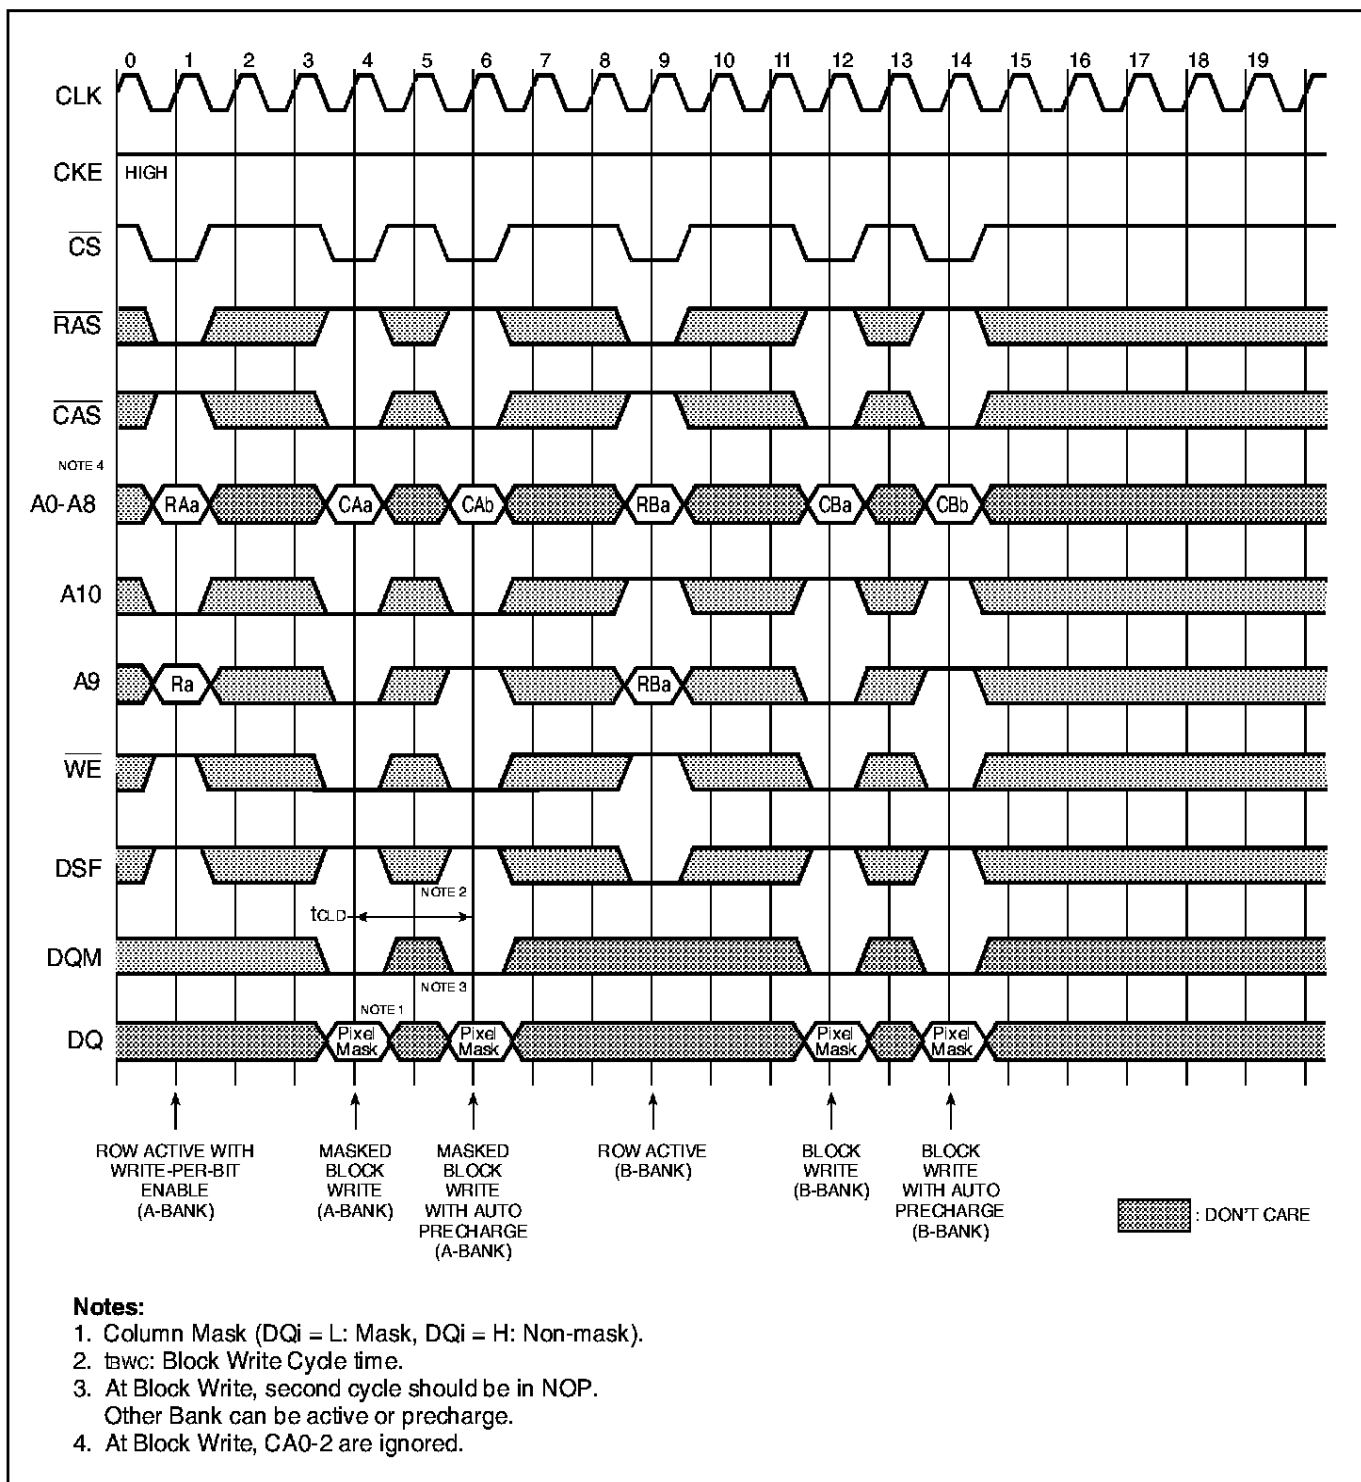 0 1 2 3 4 5 6 7 8 9 10 11 12 13 14 15 16 17 18 19
CLK
CKE HIGH
CS
RAS
CAS
NOTE 4
A0-A8 RAa CAa CAb RBa CBa CBb
A10
A9 Ra RBa
WE
DSF
NOTE 2
tCLD
DQM
NOTE 3
NOTE 1
DQ Pixel Mask Pixel Mask Pixel Mask Pixel Mask
ROW ACTIVE WITH
WRITE-PER-BIT
ENABLE
(A-BANK)
MASKED
BLOCK
WRITE
(A-BANK)
MASKED
BLOCK
WRITE
WITH AUTO
PRECHARGE
(A-BANK)
ROW ACTIVE
(B-BANK)
BLOCK
WRITE
(B-BANK)
BLOCK
WRITE
WITH AUTO
PRECHARGE
(B-BANK)
: DON'T CARE
Notes:
1. Column Mask (DQi = L: Mask, DQi = H: Non-mask).
2. tBWC: Block Write Cycle time.
3. At Block Write, second cycle should be in NOP.
Other Bank can be active or precharge.
4. At Block Write, CA0-2 are ignored.